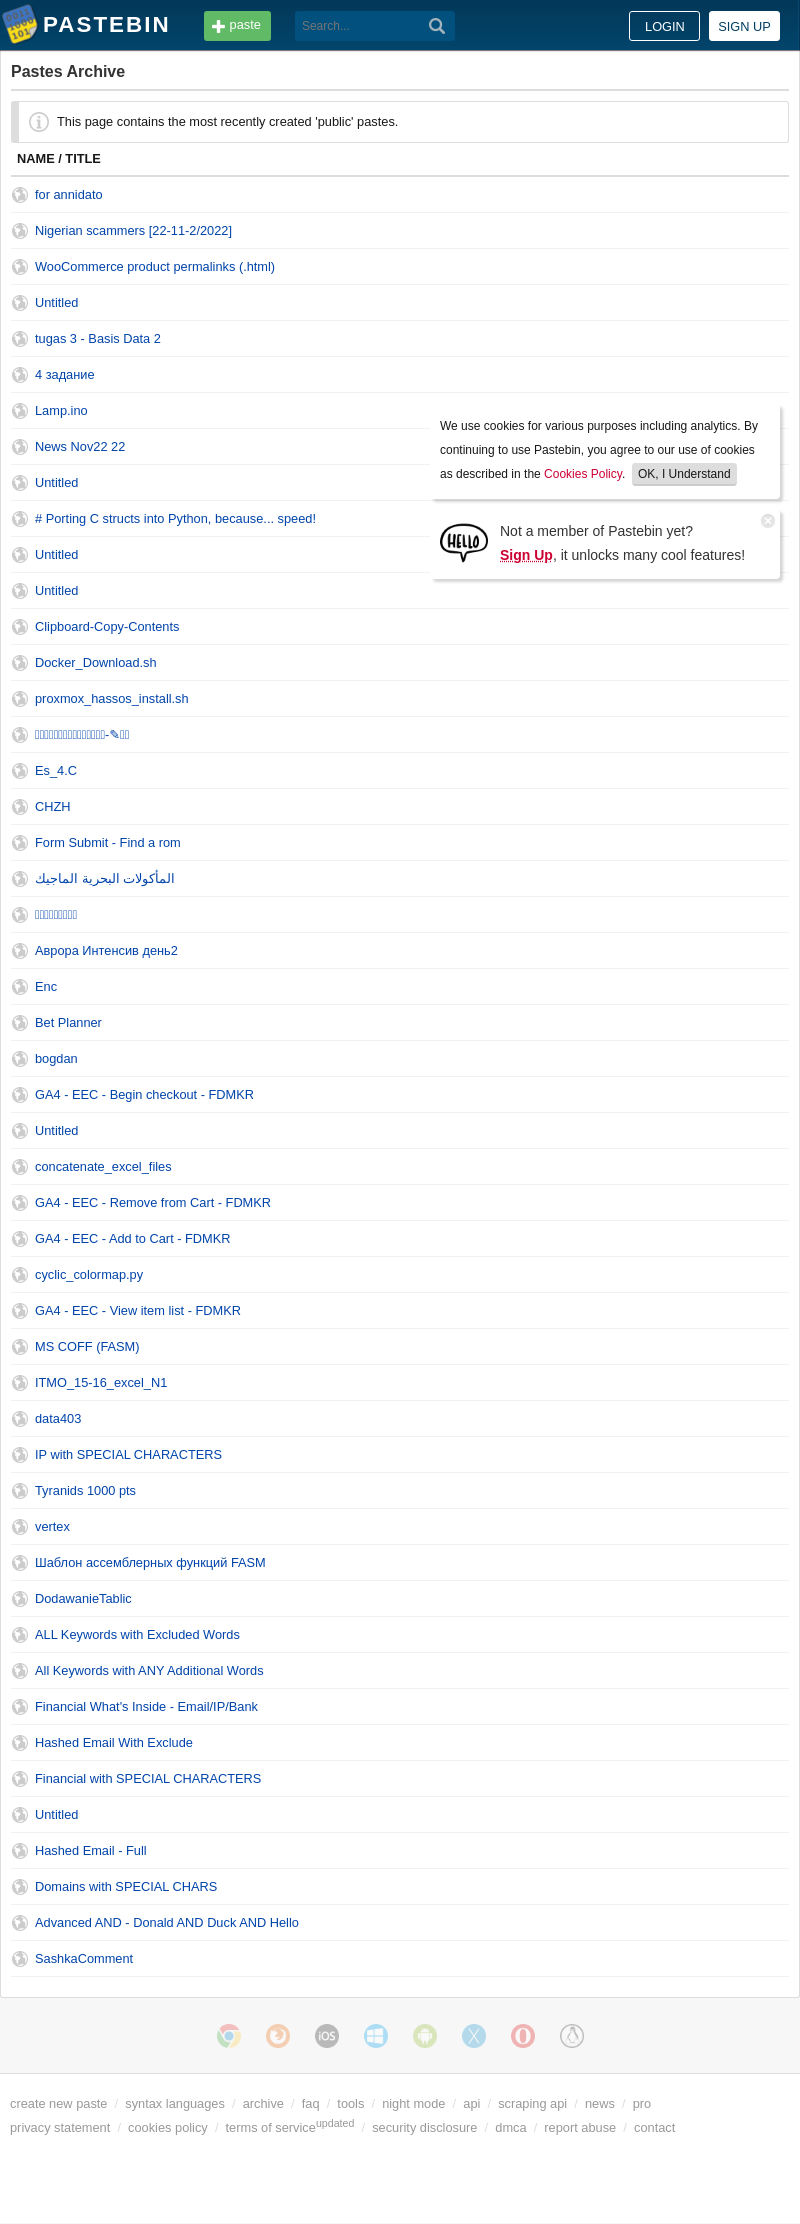 PASTEBIN
paste
Search...
LOGIN
SIGN UP
Pastes Archive
This page contains the most recently created 'public' pastes.
NAME / TITLE
for annidato
Nigerian scammers [22-11-2/2022]
WooCommerce product permalinks (.html)
Untitled
tugas 3 - Basis Data 2
4 задание
Lamp.ino
News Nov22 22
Untitled
# Porting C structs into Python, because... speed!
Untitled
Untitled
We use cookies for various purposes including analytics. By
continuing to use Pastebin, you agree to our use of cookies
as described in the Cookies Policy. OK, I Understand
HELLO
Not a member of Pastebin yet?
Sign Up, it unlocks many cool features!
Clipboard-Copy-Contents
Docker_Download.sh
proxmox_hassos_install.sh
Es_4.C
CHZH
Form Submit - Find a rom
المأكولات البحرية الماجيك
Аврора Интенсив день2
Enc
Bet Planner
bogdan
GA4 - EEC - Begin checkout - FDMKR
Untitled
concatenate_excel_files
GA4 - EEC - Remove from Cart - FDMKR
GA4 - EEC - Add to Cart - FDMKR
cyclic_colormap.py
GA4 - EEC - View item list - FDMKR
MS COFF (FASM)
ITMO_15-16_excel_N1
data403
IP with SPECIAL CHARACTERS
Tyranids 1000 pts
vertex
Шаблон ассемблерных функций FASM
DodawanieTablic
ALL Keywords with Excluded Words
All Keywords with ANY Additional Words
Financial What's Inside - Email/IP/Bank
Hashed Email With Exclude
Financial with SPECIAL CHARACTERS
Untitled
Hashed Email - Full
Domains with SPECIAL CHARS
Advanced AND - Donald AND Duck AND Hello
SashkaComment
iOS
create new paste / syntax languages / archive / faq / tools / night mode / api / scraping api / news / pro
privacy statement / cookies policy / terms of service updated / security disclosure / dmca / report abuse / contact